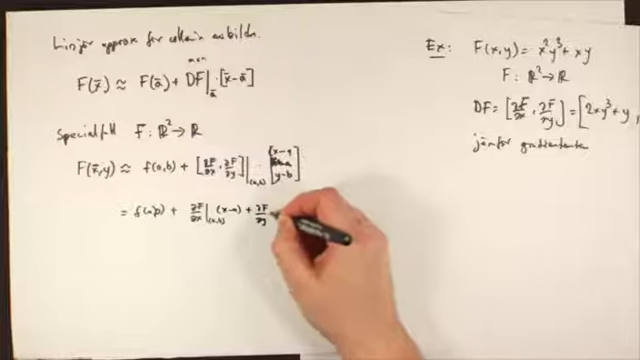 Linjär approx för allmän avbildn.
m×n
F(x̄) ≈ F(ā) + DF|ā · [x̄-ā]
Specialfall F: ℝ² → ℝ
F(x,y) ≈ f(a,b) + [∂F/∂x, ∂F/∂y]|(a,b) · [x-a y-b]
= f(a,b) + ∂F/∂x|(a,b) (x-a) + ∂F/∂y
Ex: F(x,y) = x²y³ + xy
F: ℝ² → ℝ
DF = [∂F/∂x, ∂F/∂y] = [2xy³ + y,
jämför gradienten